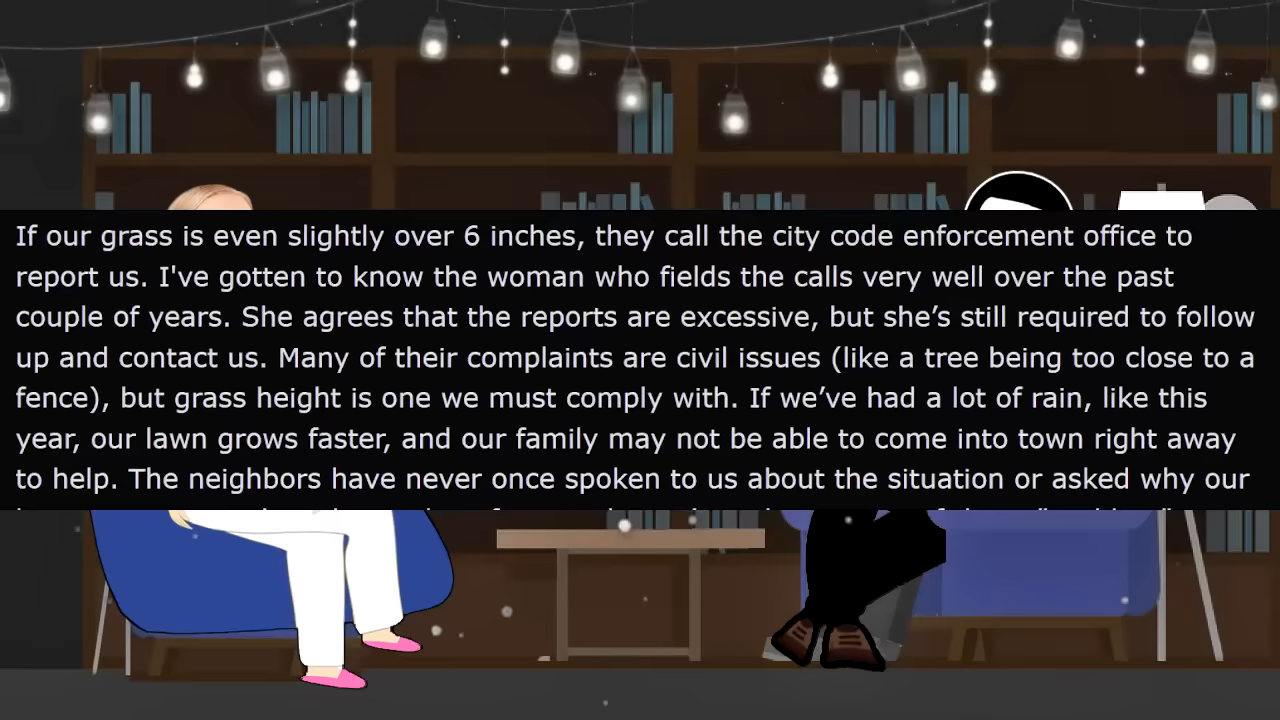 If our grass is even slightly over 6 inches, they call the city code enforcement office to
report us. I've gotten to know the woman who fields the calls very well over the past
couple of years. She agrees that the reports are excessive, but she’s still required to follow
up and contact us. Many of their complaints are civil issues (like a tree being too close to a
fence), but grass height is one we must comply with. If we’ve had a lot of rain, like this
year, our lawn grows faster, and our family may not be able to come into town right away
to help. The neighbors have never once spoken to us about the situation or asked why our